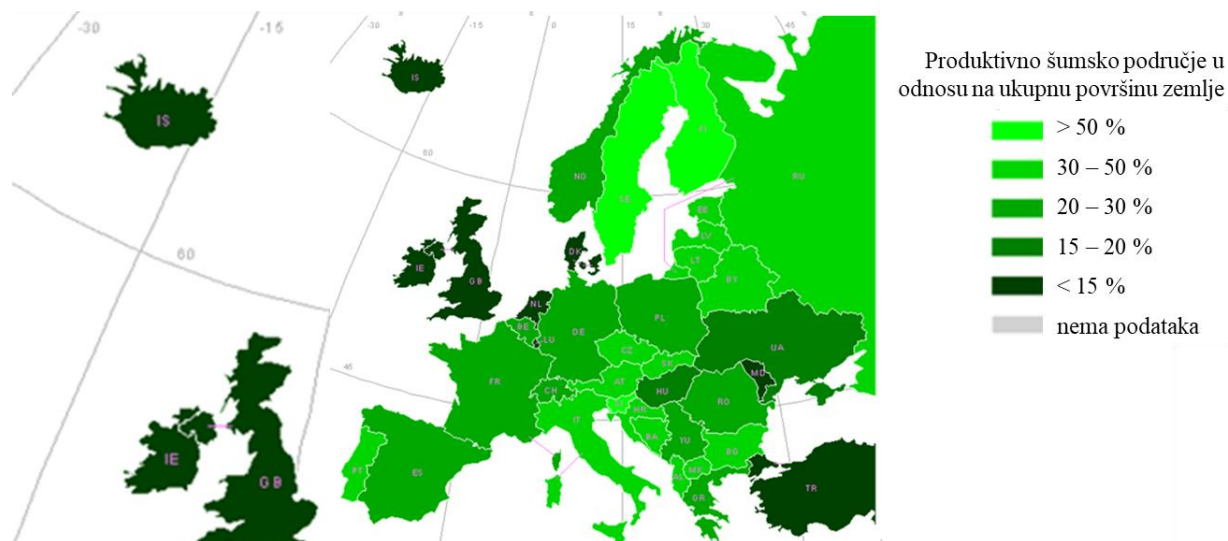 -30
-15
IS
60
IE
GB
-30
-15
0
15
30
45
IS
60
NO
SE
FI
RU
EE
LV
LT
BY
DK
IE
GB
NL
BE
LU
DE
PL
CZ
SK
UA
MD
45
FR
CH
AT
HU
RO
IT
HR
BA
YU
BG
PT
ES
AL
MK
GR
TR
Produktivno šumsko područje u
odnosu na ukupnu površinu zemlje
> 50 %
30 – 50 %
20 – 30 %
15 – 20 %
< 15 %
nema podataka